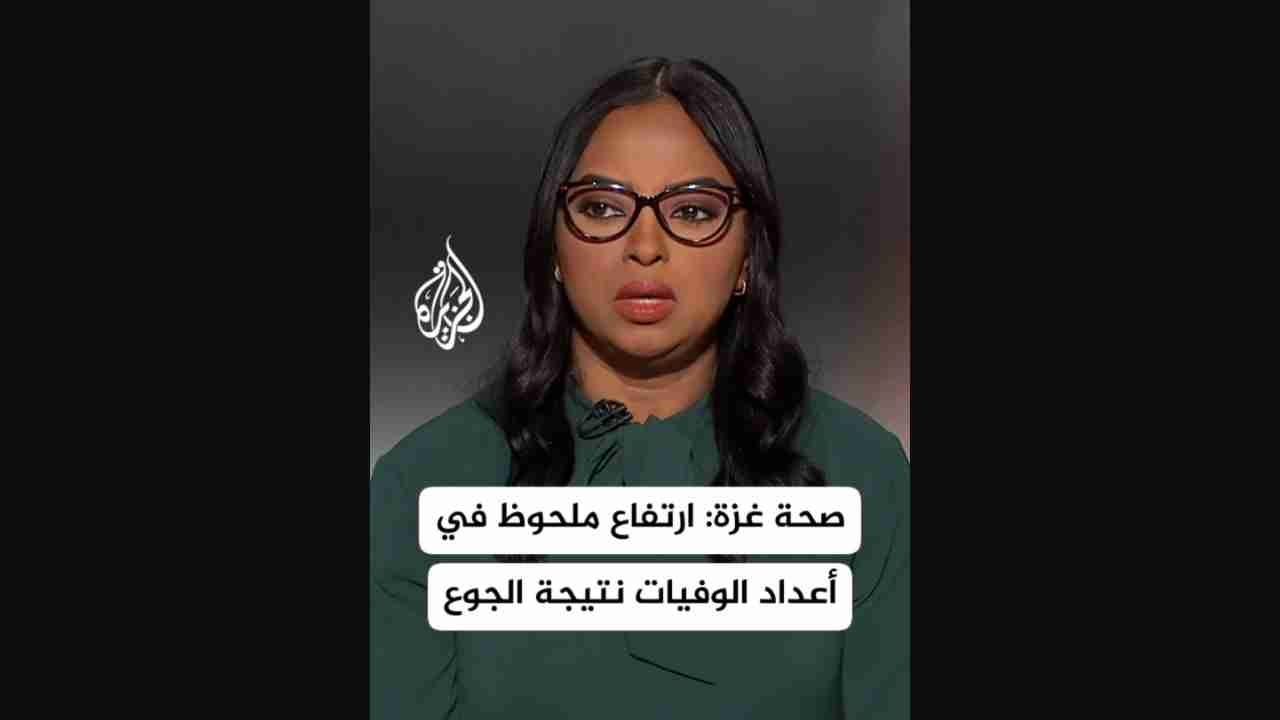 الجزيرة
صحة غزة: ارتفاع ملحوظ في
أعداد الوفيات نتيجة الجوع